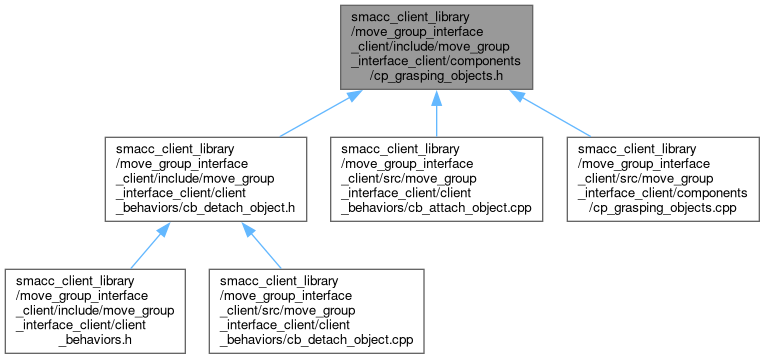 smacc_client_library
/move_group_interface
_client/include/move_group
_interface_client/components
/cp_grasping_objects.h
smacc_client_library
/move_group_interface
_client/include/move_group
_interface_client/client
_behaviors/cb_detach_object.h
smacc_client_library
/move_group_interface
_client/src/move_group
_interface_client/client
_behaviors/cb_attach_object.cpp
smacc_client_library
/move_group_interface
_client/src/move_group
_interface_client/components
/cp_grasping_objects.cpp
smacc_client_library
/move_group_interface
_client/include/move_group
_interface_client/client
_behaviors.h
smacc_client_library
/move_group_interface
_client/src/move_group
_interface_client/client
_behaviors/cb_detach_object.cpp